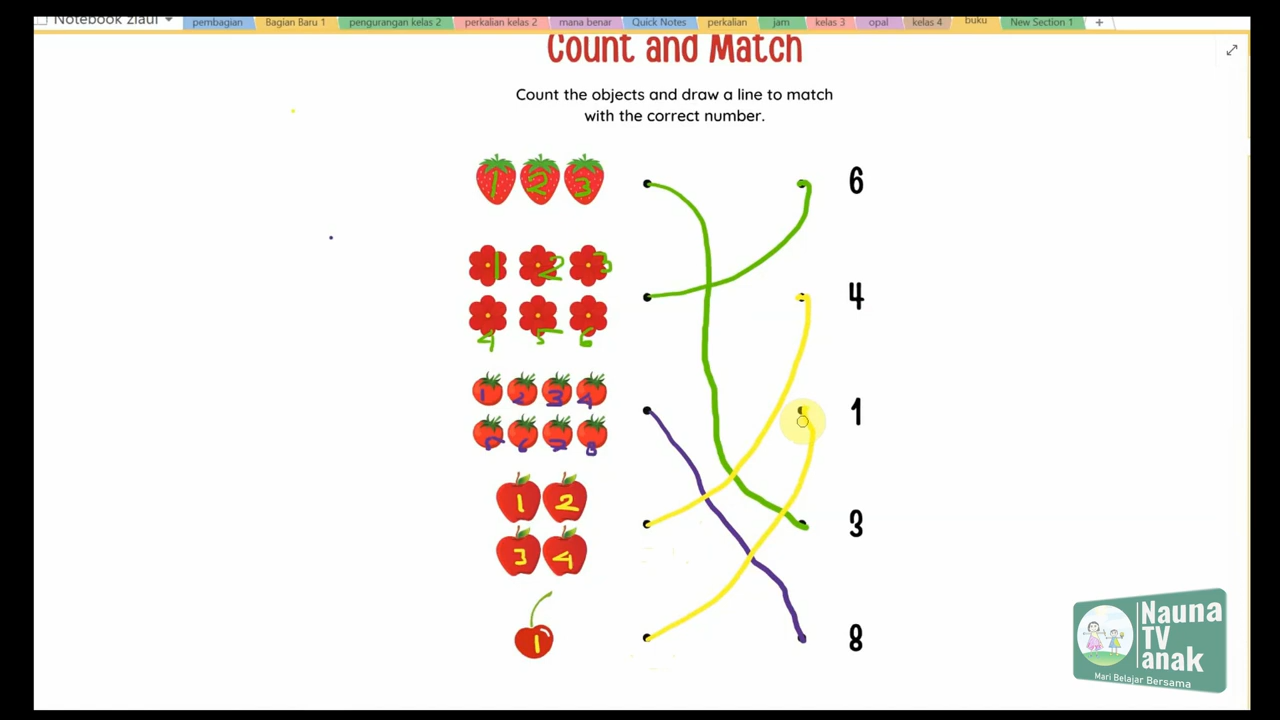 Notebook ziaul
pembagian Bagian Baru 1 pengurangan kelas 2 perkalian kelas 2 mana benar Quick Notes perkalian jam kelas 3 opal kelas 4 buku New Section 1 +
Count and Match
Count the objects and draw a line to match
with the correct number.
1 2 3
6
1 2 3
4 5 6
4
1 2 3 4
5 6 7 8
1
1 2
3 4
3
1
8
Nauna
TV
anak
Mari Belajar Bersama